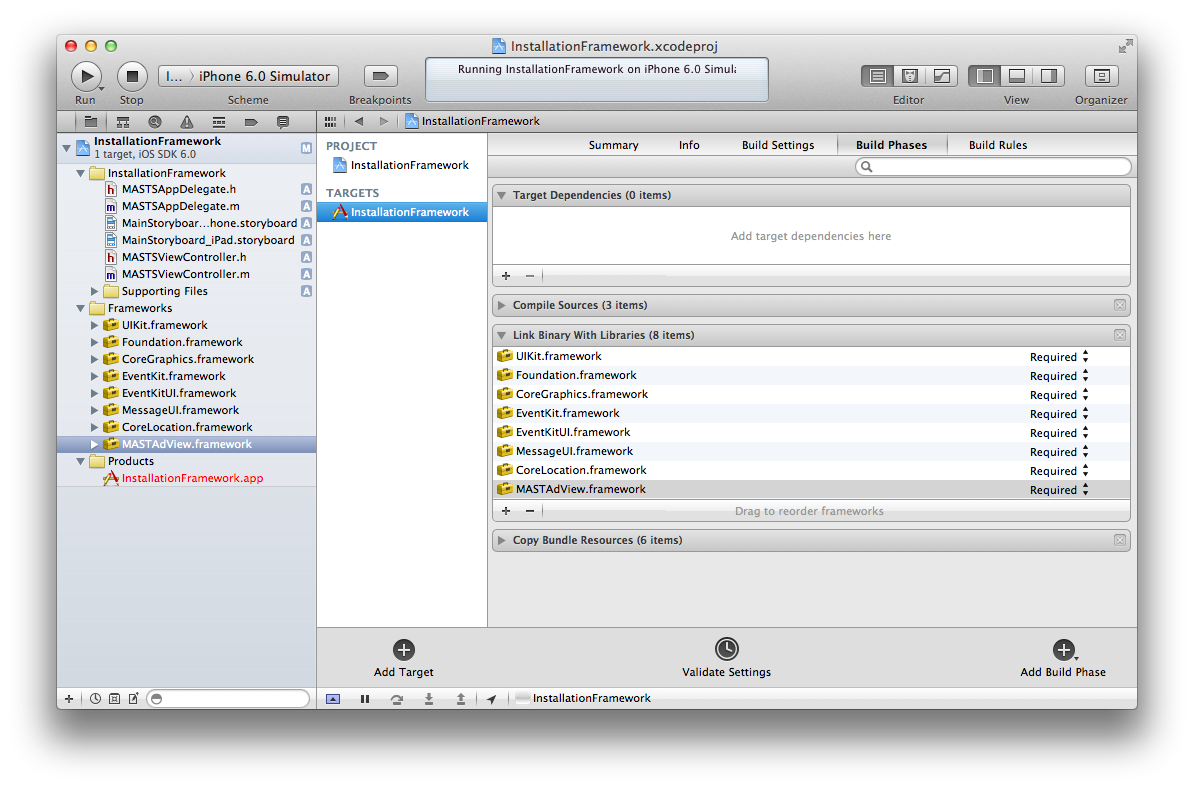 InstallationFramework.xcodeproj
Run
Stop
I... › iPhone 6.0 Simulator
Scheme
Breakpoints
Running InstallationFramework on iPhone 6.0 Simula
Editor
View
Organizer
InstallationFramework
1 target, iOS SDK 6.0
M
InstallationFramework
MASTSAppDelegate.h
A
MASTSAppDelegate.m
A
MainStoryboar...hone.storyboard
A
MainStoryboard_iPad.storyboard
A
MASTSViewController.h
A
MASTSViewController.m
A
Supporting Files
A
Frameworks
UIKit.framework
Foundation.framework
CoreGraphics.framework
EventKit.framework
EventKitUI.framework
MessageUI.framework
CoreLocation.framework
MASTAdView.framework
Products
InstallationFramework.app
InstallationFramework
PROJECT
InstallationFramework
TARGETS
InstallationFramework
Summary
Info
Build Settings
Build Phases
Build Rules
Target Dependencies (0 items)
Add target dependencies here
Compile Sources (3 items)
Link Binary With Libraries (8 items)
UIKit.framework Required
Foundation.framework Required
CoreGraphics.framework Required
EventKit.framework Required
EventKitUI.framework Required
MessageUI.framework Required
CoreLocation.framework Required
MASTAdView.framework Required
Drag to reorder frameworks
Copy Bundle Resources (6 items)
Add Target
Validate Settings
Add Build Phase
InstallationFramework